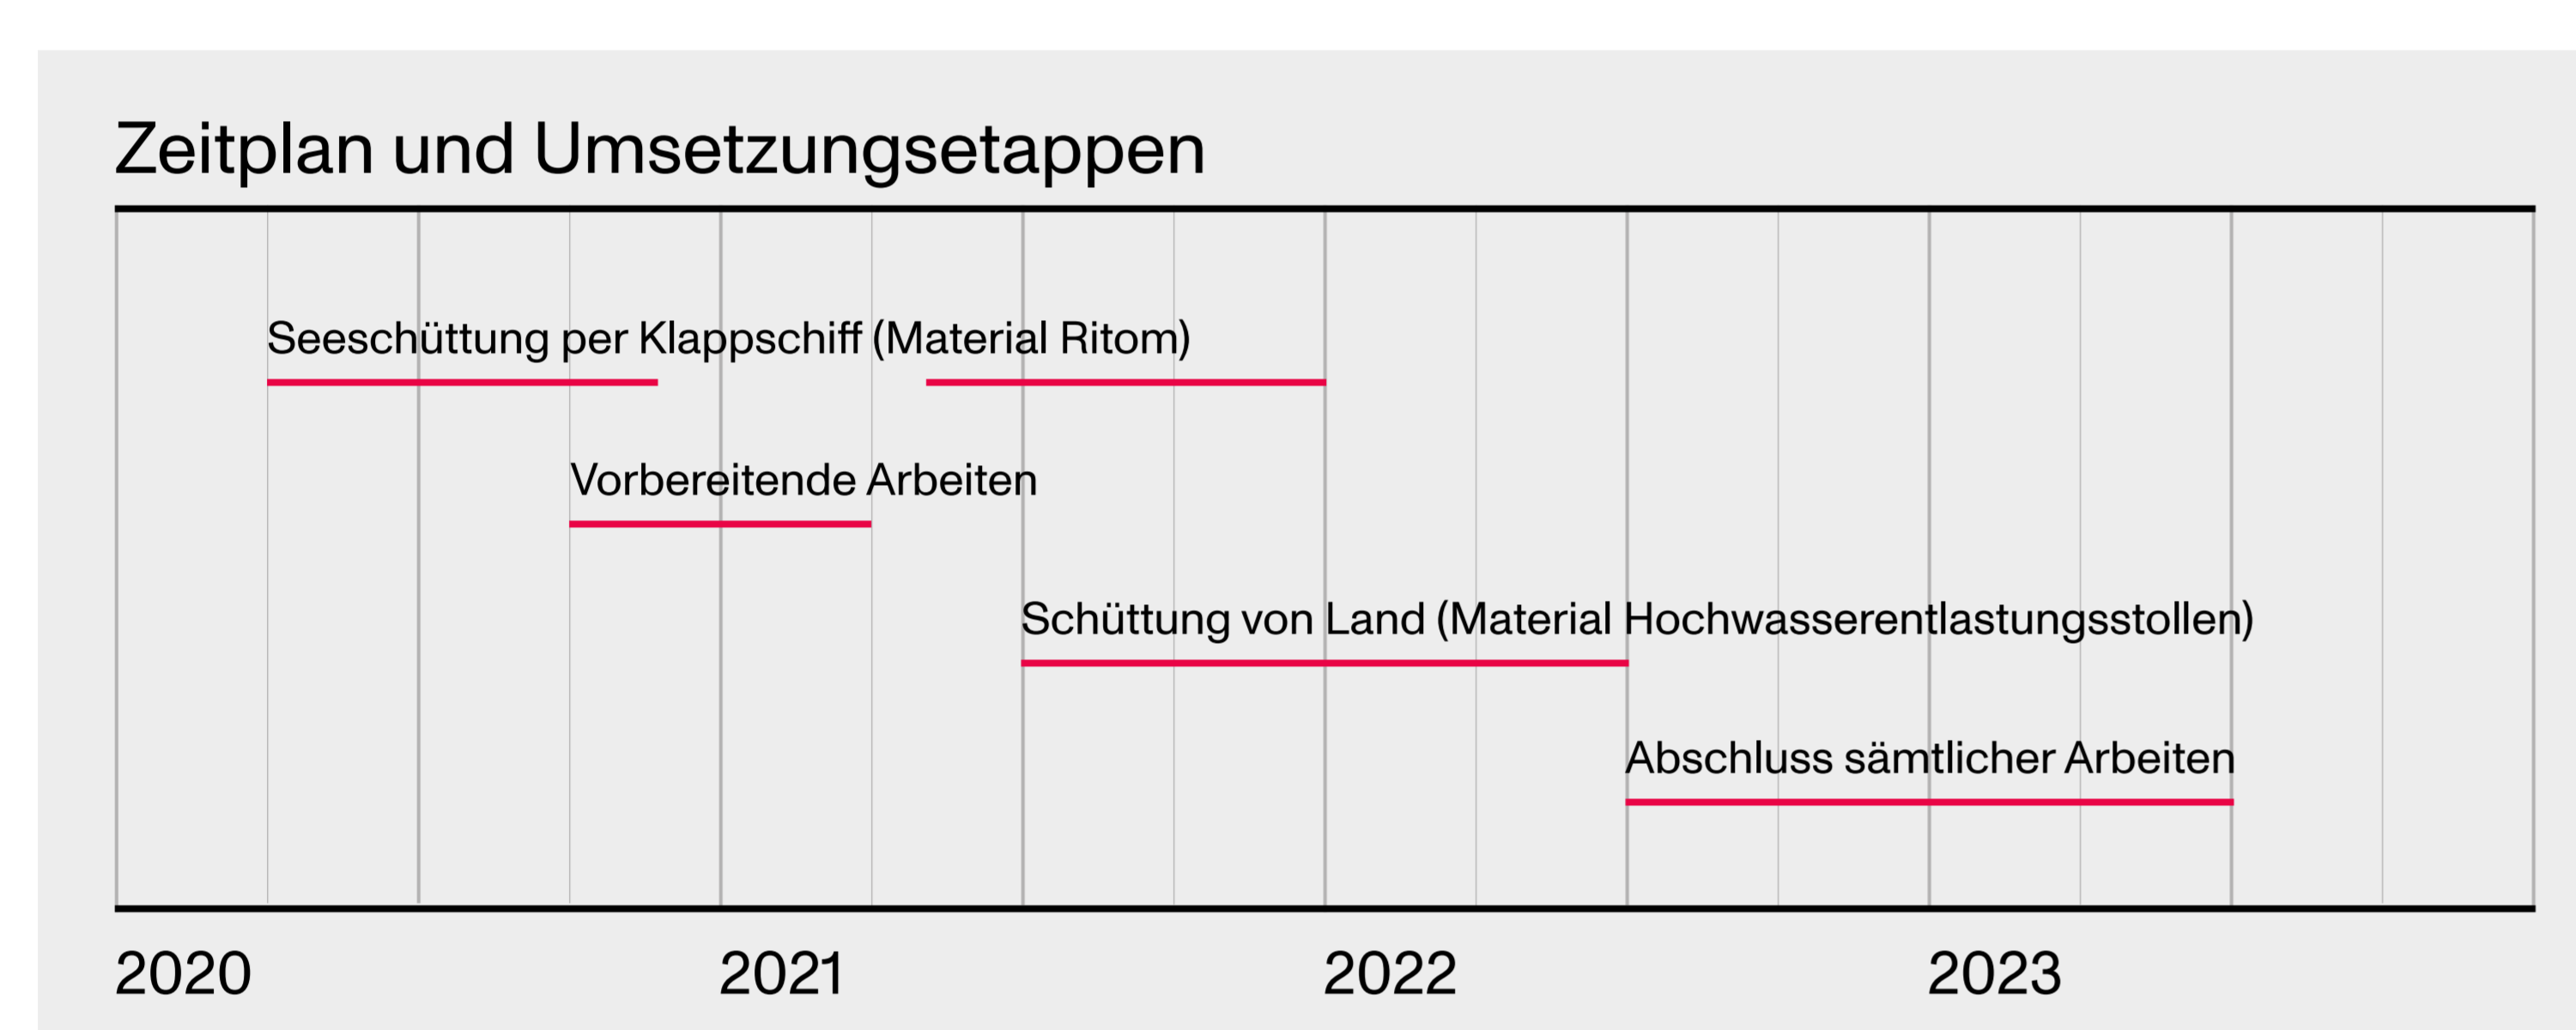 Zeitplan und Umsetzungsetappen
Seeschüttung per Klappschiff (Material Ritom)
Vorbereitende Arbeiten
Schüttung von Land (Material Hochwasserentlastungsstollen)
Abschluss sämtlicher Arbeiten
2020 2021 2022 2023